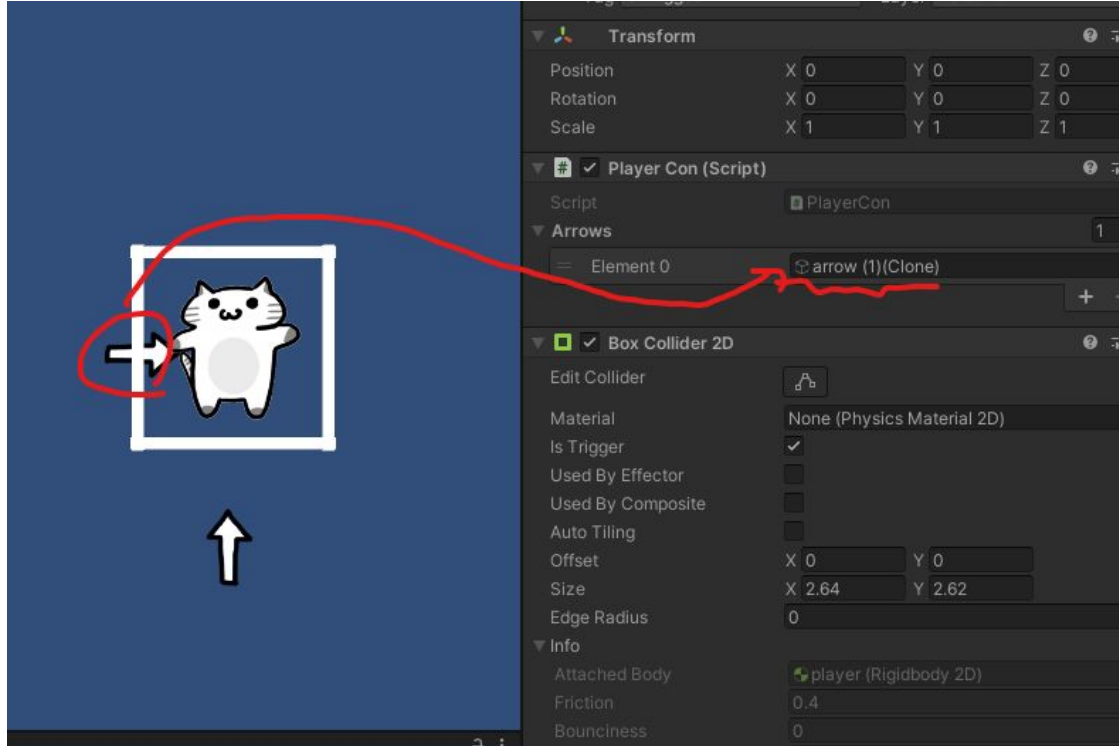 Transform
Position X 0 Y 0 Z 0
Rotation X 0 Y 0 Z 0
Scale X 1 Y 1 Z 1
# Player Con (Script)
Script # PlayerCon
Arrows 1
Element 0 arrow (1)(Clone)
+
Box Collider 2D
Edit Collider
Material None (Physics Material 2D)
Is Trigger
Used By Effector
Used By Composite
Auto Tiling
Offset X 0 Y 0
Size X 2.64 Y 2.62
Edge Radius 0
Info
Attached Body player (Rigidbody 2D)
Friction 0.4
Bounciness 0